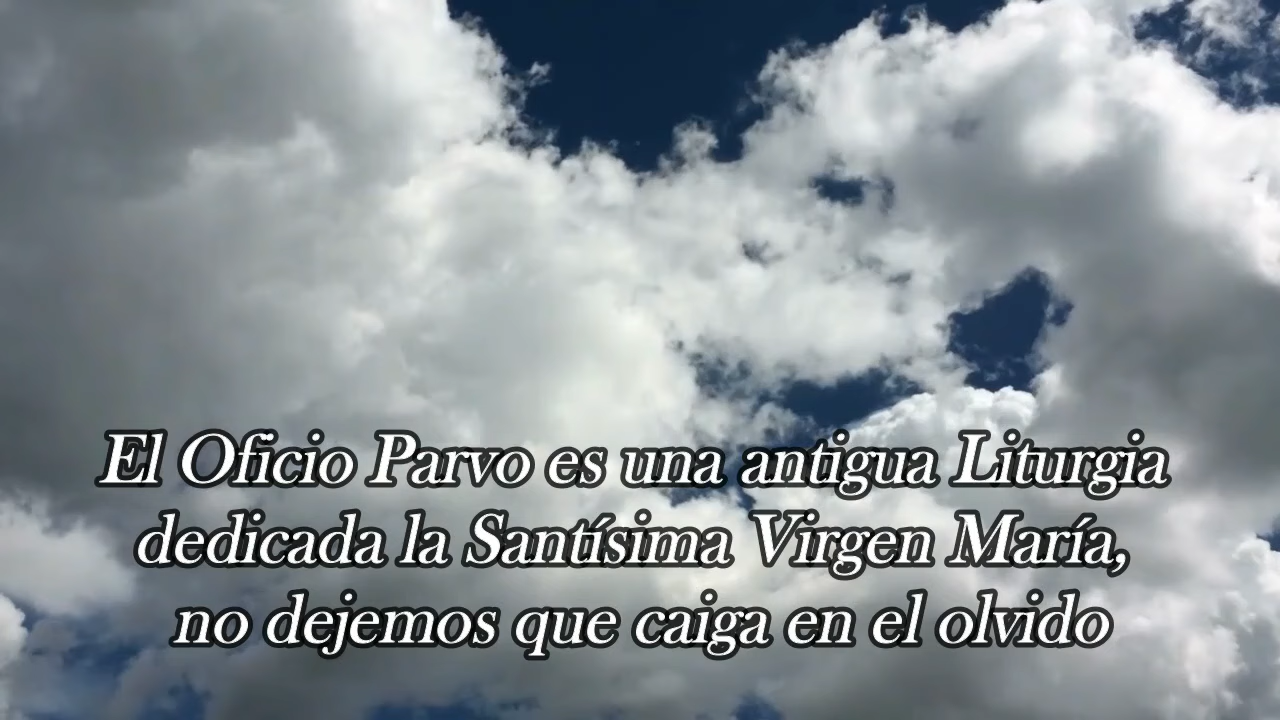 El Oficio Parvo es una antigua Liturgia
dedicada la Santísima Virgen María,
no dejemos que caiga en el olvido